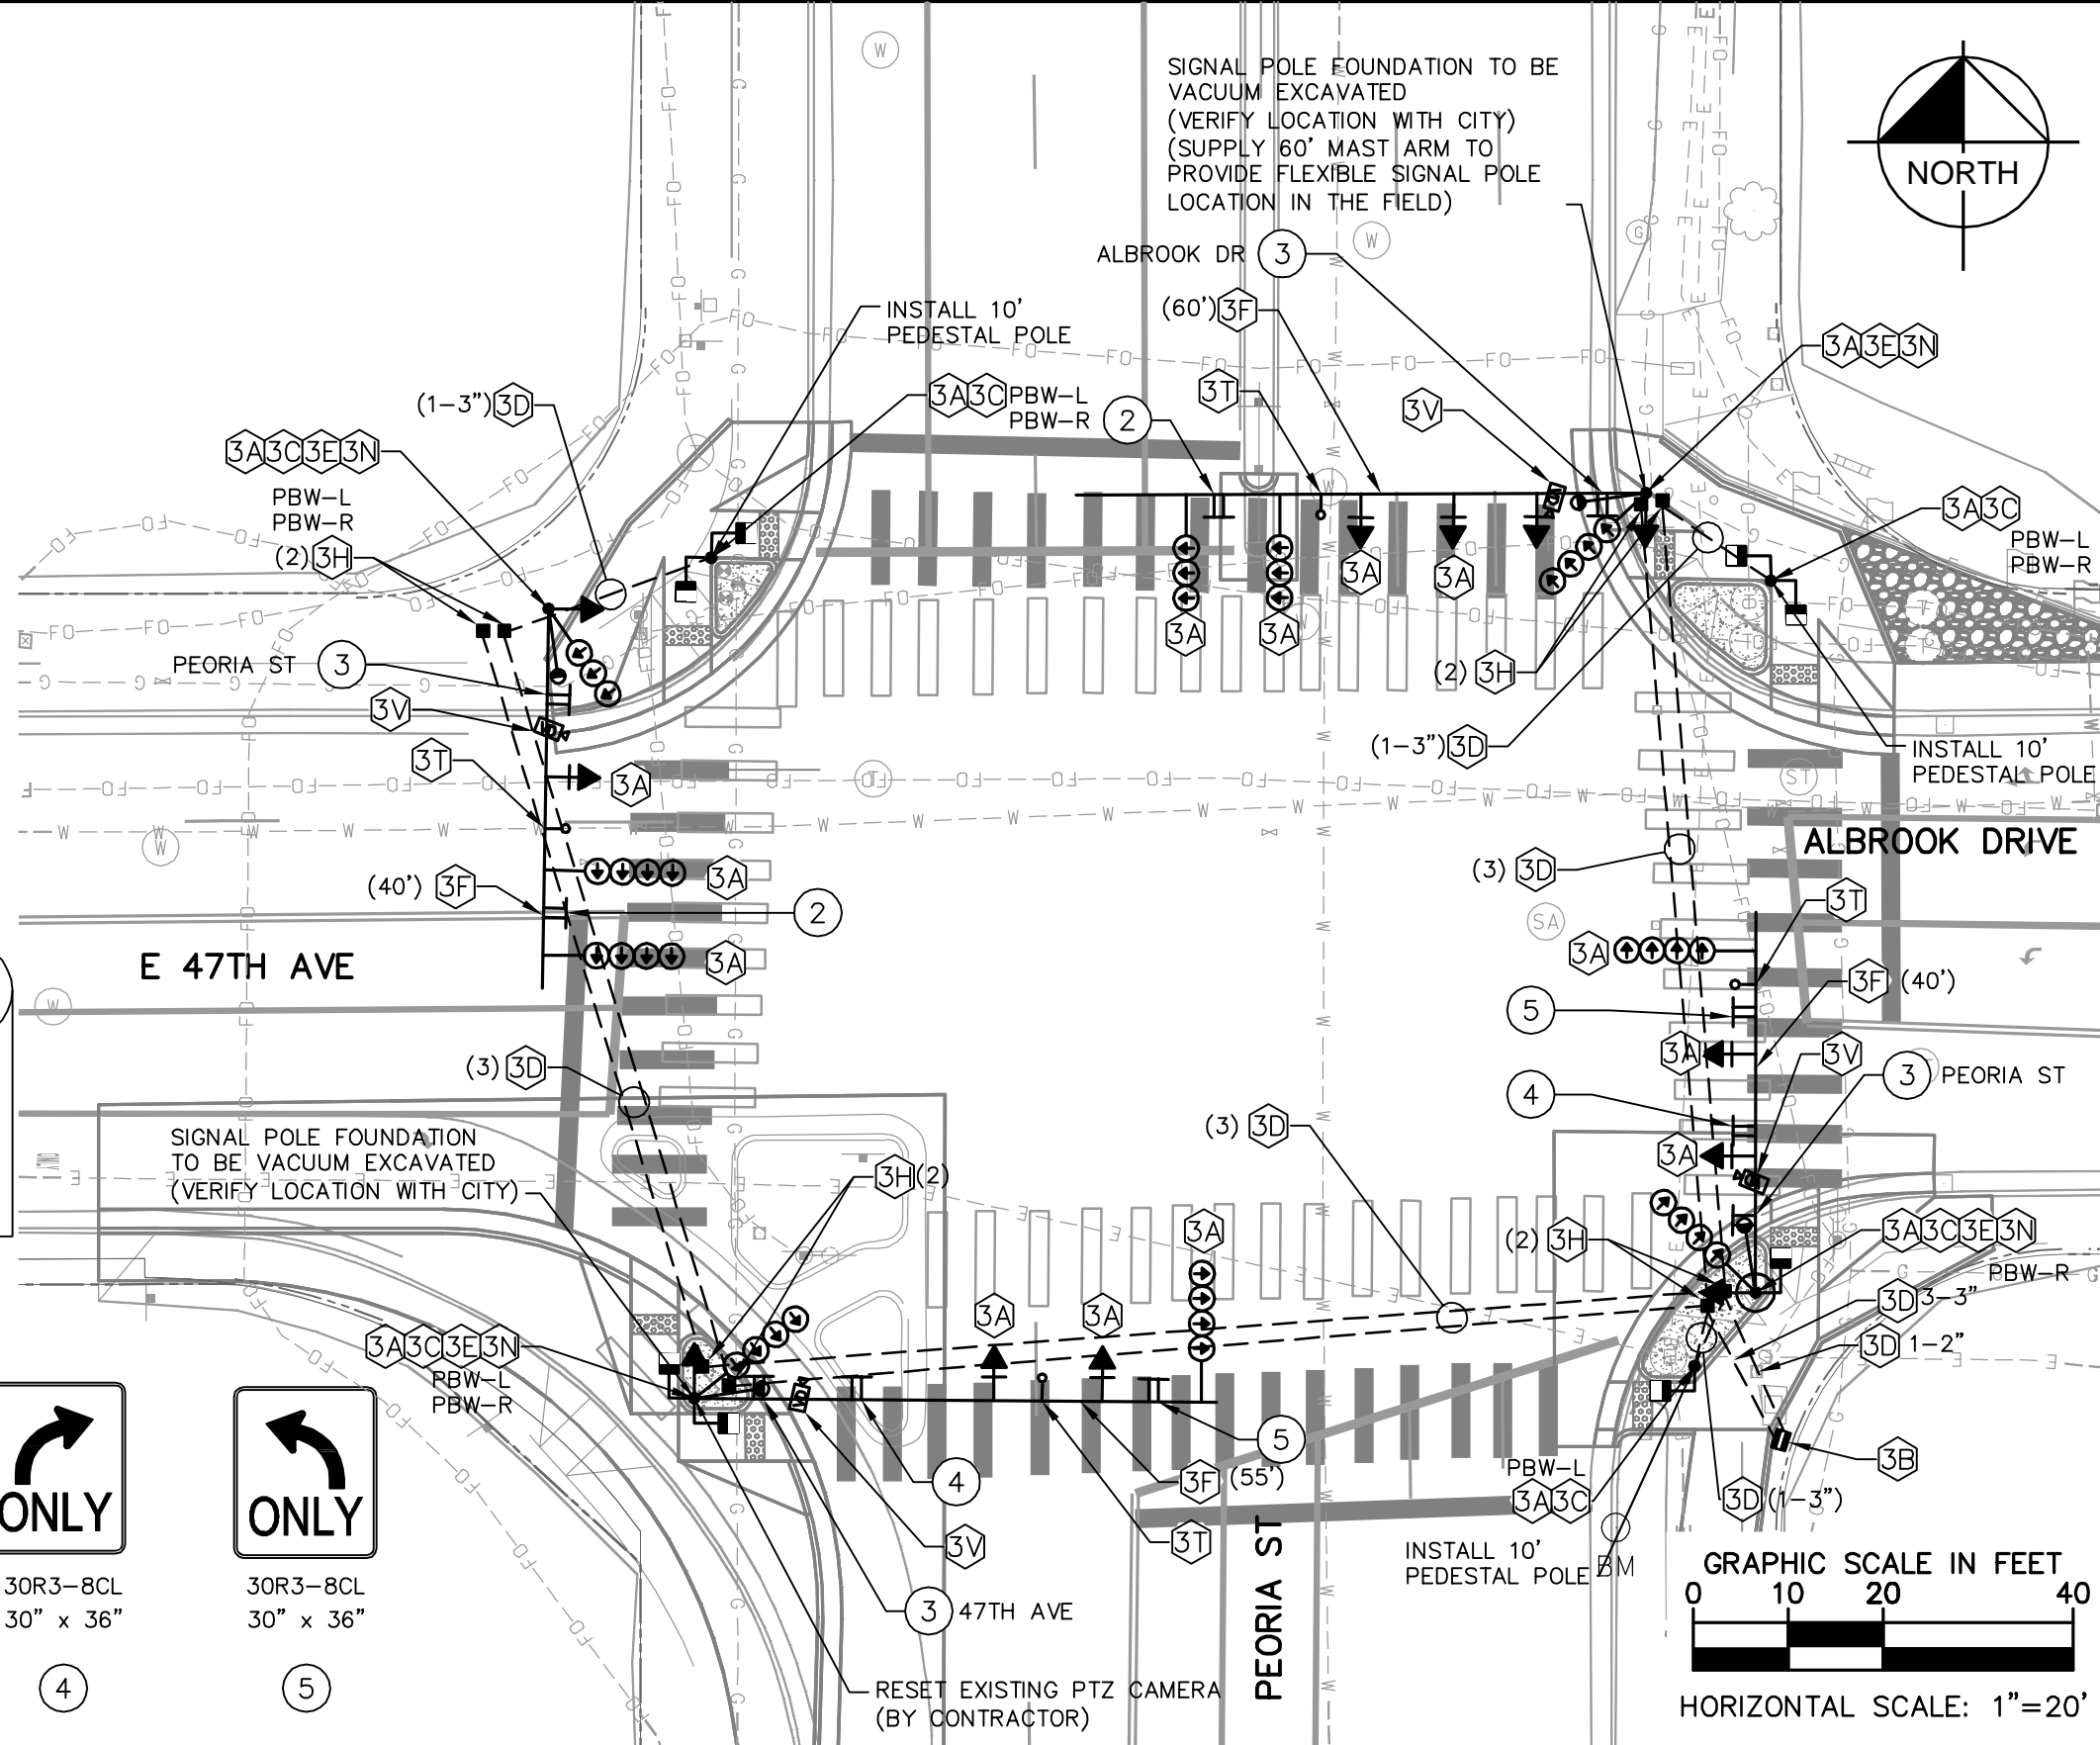 SIGNAL POLE FOUNDATION TO BE
VACUUM EXCAVATED
(VERIFY LOCATION WITH CITY)
(SUPPLY 60' MAST ARM TO
PROVIDE FLEXIBLE SIGNAL POLE
LOCATION IN THE FIELD)
NORTH
ALBROOK DR 3
(60') 3F
INSTALL 10'
PEDESTAL POLE
3A 3E 3N
(1-3") 3D
3A 3C PBW-L
PBW-R
2
3T
3V
3A 3C 3E 3N
PBW-L
PBW-R
(2) 3H
3A 3C
PBW-L
PBW-R
3A
3A
3A
3A
PEORIA ST 3
(2) 3H
3V
3T
(1-3") 3D
INSTALL 10'
PEDESTAL POLE
3A
ALBROOK DRIVE
(3) 3D
3A
(40') 3F
2
3T
3A
3A
E 47TH AVE
3F (40')
5
3A
3V
(3) 3D
3 PEORIA ST
4
(3) 3D
SIGNAL POLE FOUNDATION
TO BE VACUUM EXCAVATED
(VERIFY LOCATION WITH CITY)
3H (2)
3A
3A
(2) 3H
3A 3C 3E 3N
PBW-R
3D 3-3"
3A
3A
3A 3C 3E 3N
PBW-L
PBW-R
3D 1-2"
5
3B
4
3F (55')
PBW-L
3A 3C
3D (1-3")
3V
3T
INSTALL 10'
PEDESTAL POLE
BM
ONLY
ONLY
30R3-8CL
30" x 36"
30R3-8CL
30" x 36"
4
5
3 47TH AVE
PEORIA ST
RESET EXISTING PTZ CAMERA
(BY CONTRACTOR)
GRAPHIC SCALE IN FEET
0 10 20 40
HORIZONTAL SCALE: 1"=20'